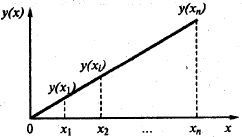 y(x)
y(xₙ)
y(xᵢ)
y(x₁)
0 x₁ x₂ ... xₙ x